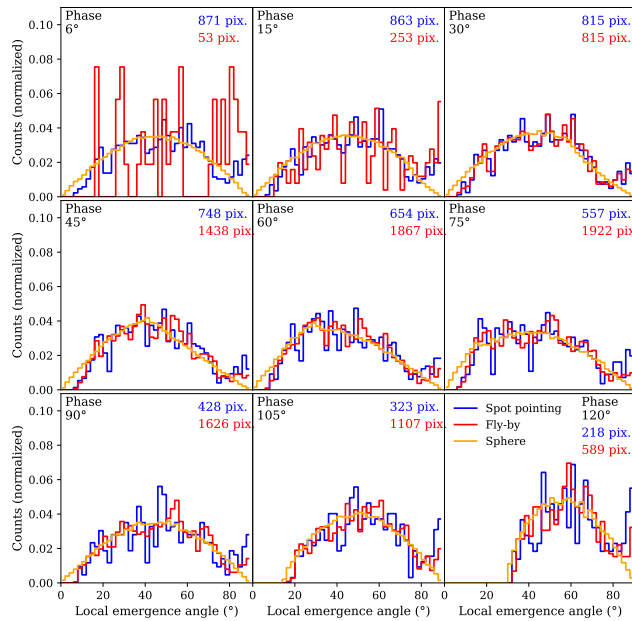 Phase
6°
871 pix.
53 pix.
Phase
15°
863 pix.
253 pix.
Phase
30°
815 pix.
815 pix.
0.10
0.08
0.06
0.04
0.02
0.00
Counts (normalized)
Phase
45°
748 pix.
1438 pix.
Phase
60°
654 pix.
1867 pix.
Phase
75°
557 pix.
1922 pix.
0.10
0.08
0.06
0.04
0.02
0.00
Counts (normalized)
Phase
90°
428 pix.
1626 pix.
Phase
105°
323 pix.
1107 pix.
Spot pointing
Fly-by
Sphere
Phase
120°
218 pix.
589 pix.
0.10
0.08
0.06
0.04
0.02
0.00
Counts (normalized)
0 20 40 60 80
0 20 40 60 80
0 20 40 60 80
Local emergence angle (°)
Local emergence angle (°)
Local emergence angle (°)